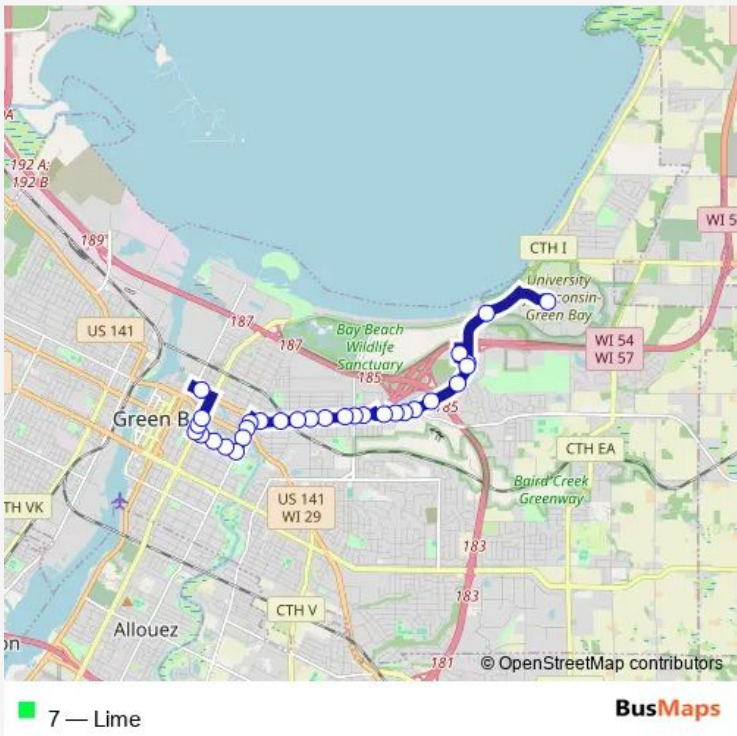 192 A;
192 B
189
WI 5
CTH I
University
consin-
Green Bay
187
US 141
187
Bay Beach
Wildlife
Sanctuary
WI 54
WI 57
185
185
Green B
CTH EA
Baird Creek
Greenway
TH VK
US 141
WI 29
183
183
CTH V
Allouez
on
181
© OpenStreetMap contributors
7 — Lime
BusMaps